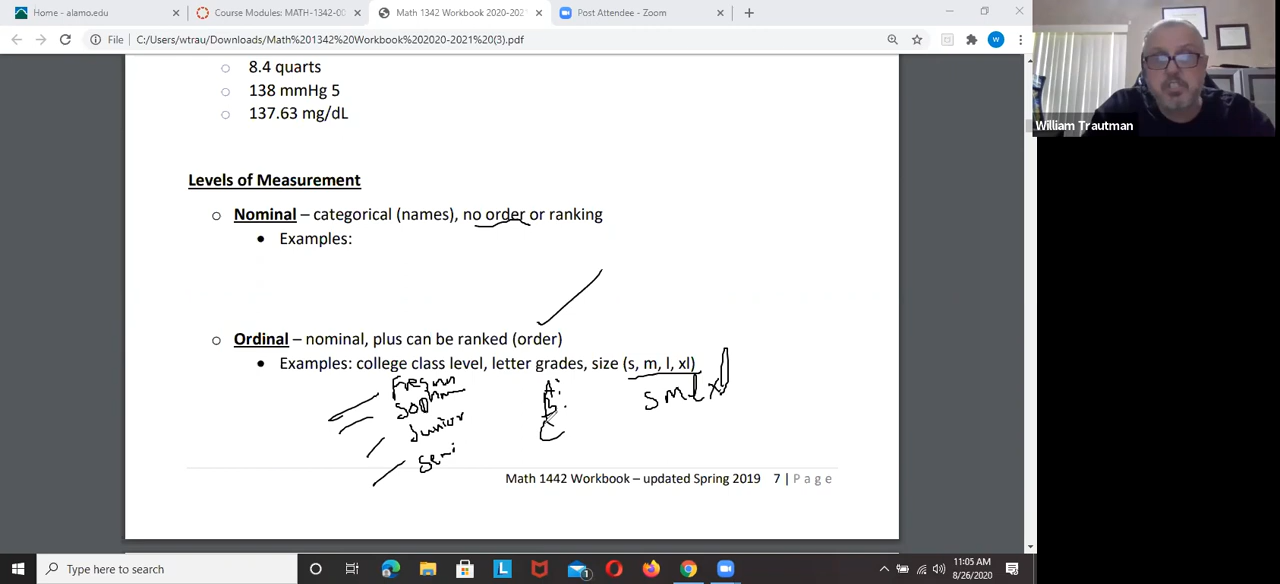 Home - alamo.edu
Course Modules: MATH-1342-00
Math 1342 Workbook 2020-202
Post Attendee - Zoom
File
C:/Users/wtrau/Downloads/Math%201342%20Workbook%202020-2021%20(3).pdf
W
8.4 quarts
138 mmHg 5
137.63 mg/dL
William Trautman
Levels of Measurement
Nominal – categorical (names), no order or ranking
Examples:
Ordinal – nominal, plus can be ranked (order)
Examples: college class level, letter grades, size (s, m, l, xl)
A
s m l xl
B
Junior
C
Math 1442 Workbook – updated Spring 2019 7 | Page
Type here to search
L
1
11:05 AM
8/26/2020